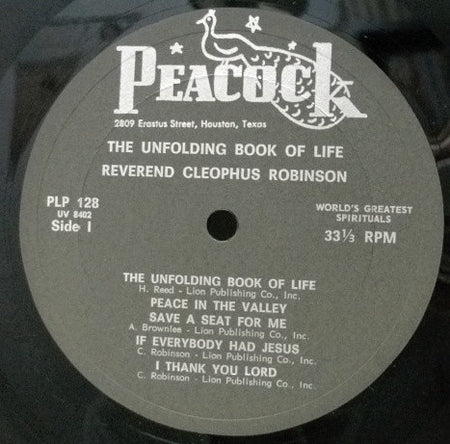 PEACOCK
2809 Erastus Street, Houston, Texas
THE UNFOLDING BOOK OF LIFE
REVEREND CLEOPHUS ROBINSON
PLP 128
UV 8402
Side I
WORLD'S GREATEST
SPIRITUALS
33⅓ RPM
THE UNFOLDING BOOK OF LIFE
H. Reed - Lion Publishing Co., Inc.
PEACE IN THE VALLEY
SAVE A SEAT FOR ME
A. Brownlee - Lion Publishing Co., Inc.
IF EVERYBODY HAD JESUS
C. Robinson - Lion Publishing Co., Inc.
I THANK YOU LORD
C. Robinson - Lion Publishing Co., Inc.